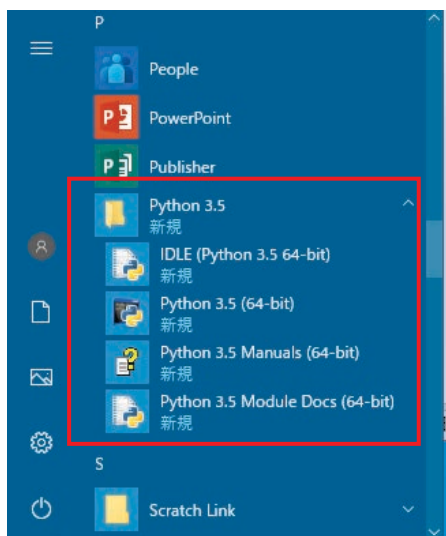 P
People
PowerPoint
Publisher
Python 3.5
新規
IDLE (Python 3.5 64-bit)
新規
Python 3.5 (64-bit)
新規
Python 3.5 Manuals (64-bit)
新規
Python 3.5 Module Docs (64-bit)
新規
S
Scratch Link